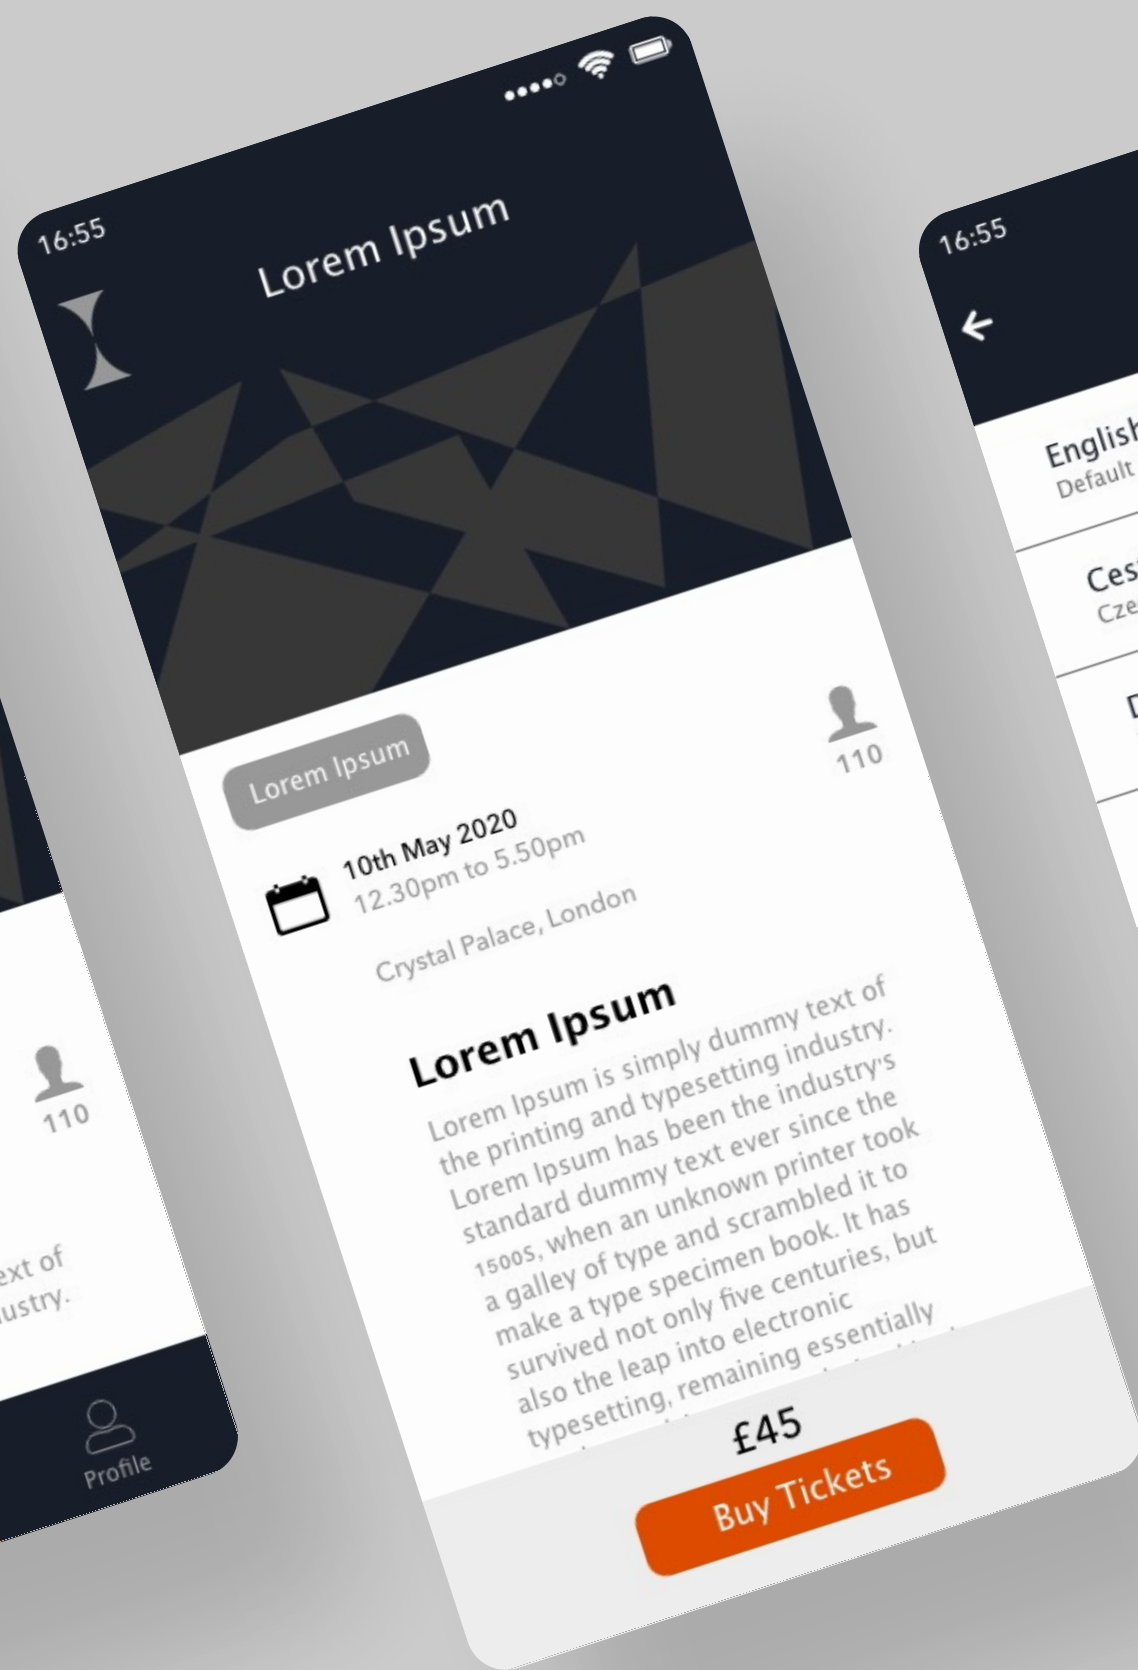 16:55
Lorem Ipsum
Lorem Ipsum
110
10th May 2020
12.30pm to 5.50pm
Crystal Palace, London
Lorem Ipsum
Lorem Ipsum is simply dummy text of
the printing and typesetting industry.
Lorem Ipsum has been the industry's
standard dummy text ever since the
1500s, when an unknown printer took
a galley of type and scrambled it to
make a type specimen book. It has
survived not only five centuries, but
also the leap into electronic
typesetting, remaining essentially
£45
Buy Tickets
110
of
Profile
16:55
English
Default